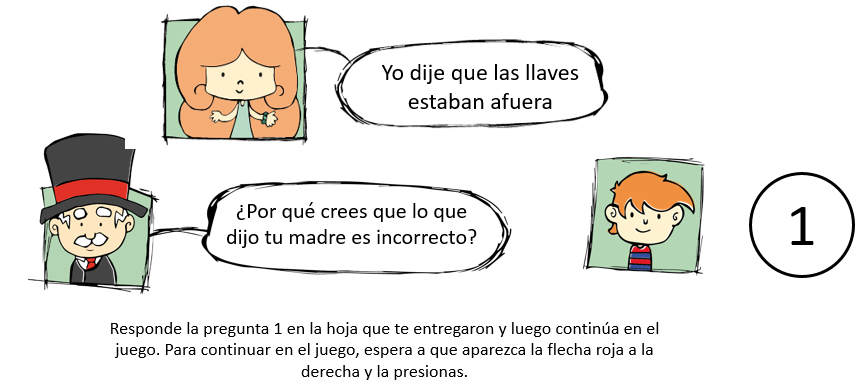 Yo dije que las llaves
estaban afuera
¿Por qué crees que lo que
dijo tu madre es incorrecto?
1
Responde la pregunta 1 en la hoja que te entregaron y luego continúa en el
juego. Para continuar en el juego, espera a que aparezca la flecha roja a la
derecha y la presionas.